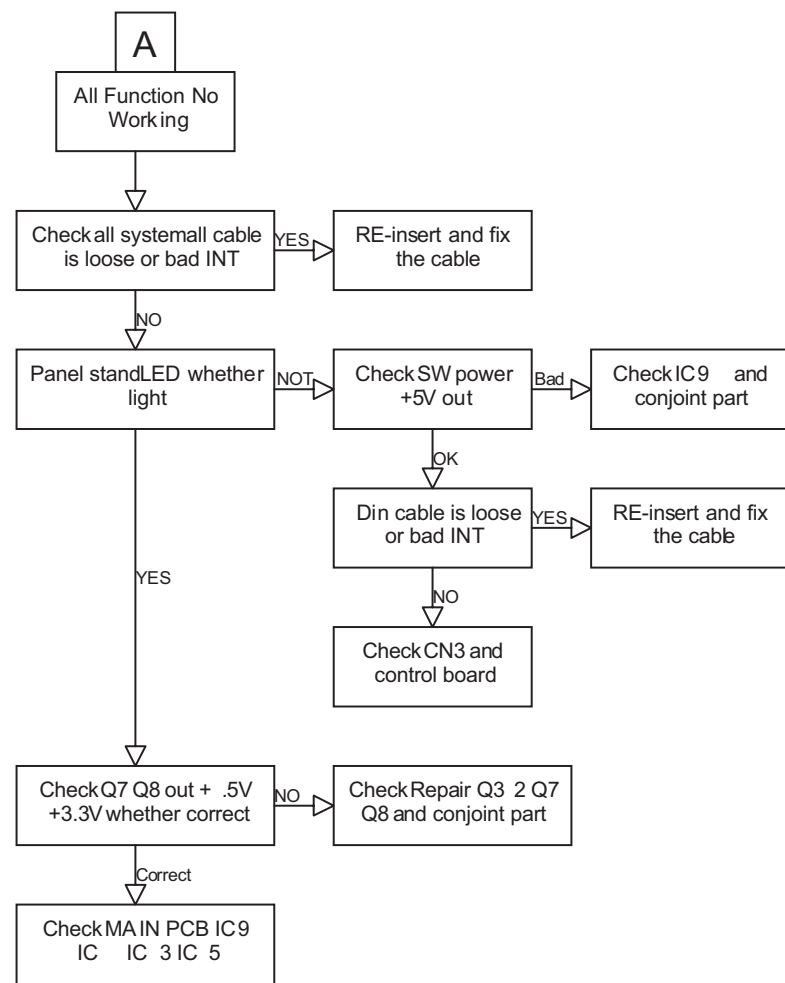 A
All Function No
Working
Check all systemall cable
is loose or bad INT
YES
RE-insert and fix
the cable
NO
Panel standLED whether
light
NOT
Check SW power
+5V out
Bad
Check IC9 and
conjoint part
OK
Din cable is loose
or bad INT
YES
RE-insert and fix
the cable
NO
Check CN3 and
control board
YES
Check Q7 Q8 out + .5V
+3.3V whether correct
NO
Check Repair Q3 2 Q7
Q8 and conjoint part
Correct
Check MAIN PCB IC9
IC IC 3 IC 5